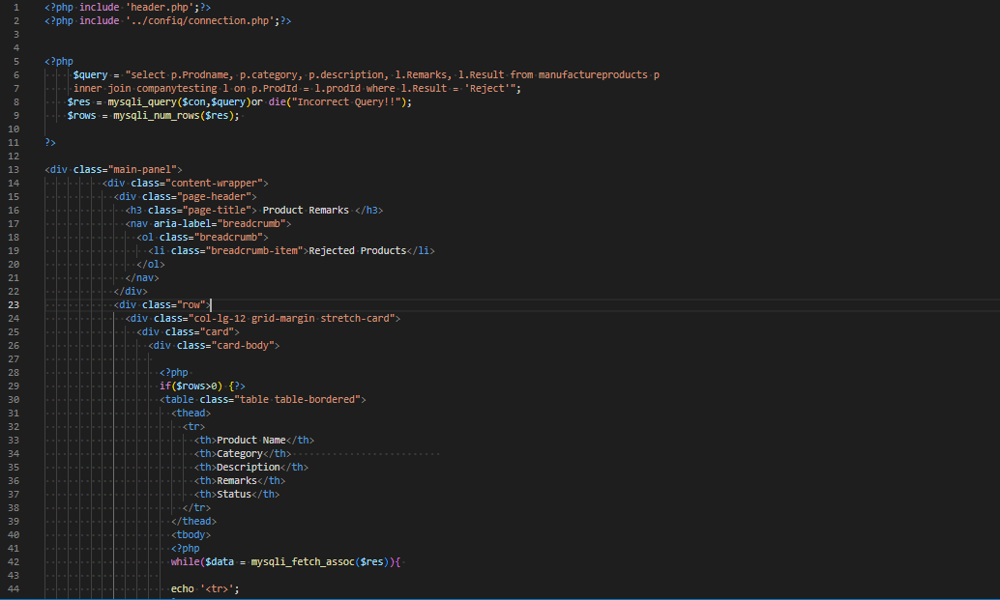 1 <?php include 'header.php';?>
2 <?php include '../confiq/connection.php';?>
3
4
5 <?php
6 $query = "select p.Prodname, p.category, p.description, l.Remarks, l.Result from manufactureproducts p
7 inner join companytesting l on p.ProdId = l.prodId where l.Result = 'Reject'";
8 $res = mysqli_query($con,$query)or die("Incorrect Query!!");
9 $rows = mysqli_num_rows($res);
10
11 ?>
12
13 <div class="main-panel">
14 <div class="content-wrapper">
15 <div class="page-header">
16 <h3 class="page-title"> Product Remarks </h3>
17 <nav aria-label="breadcrumb">
18 <ol class="breadcrumb">
19 <li class="breadcrumb-item">Rejected Products</li>
20 </ol>
21 </nav>
22 </div>
23 <div class="row">
24 <div class="col-lg-12 grid-margin stretch-card">
25 <div class="card">
26 <div class="card-body">
27
28 <?php
29 if($rows>0) {?>
30 <table class="table table-bordered">
31 <thead>
32 <tr>
33 <th>Product Name</th>
34 <th>Category</th>
35 <th>Description</th>
36 <th>Remarks</th>
37 <th>Status</th>
38 </tr>
39 </thead>
40 <tbody>
41 <?php
42 while($data = mysqli_fetch_assoc($res)){
43
44 echo '<tr>';